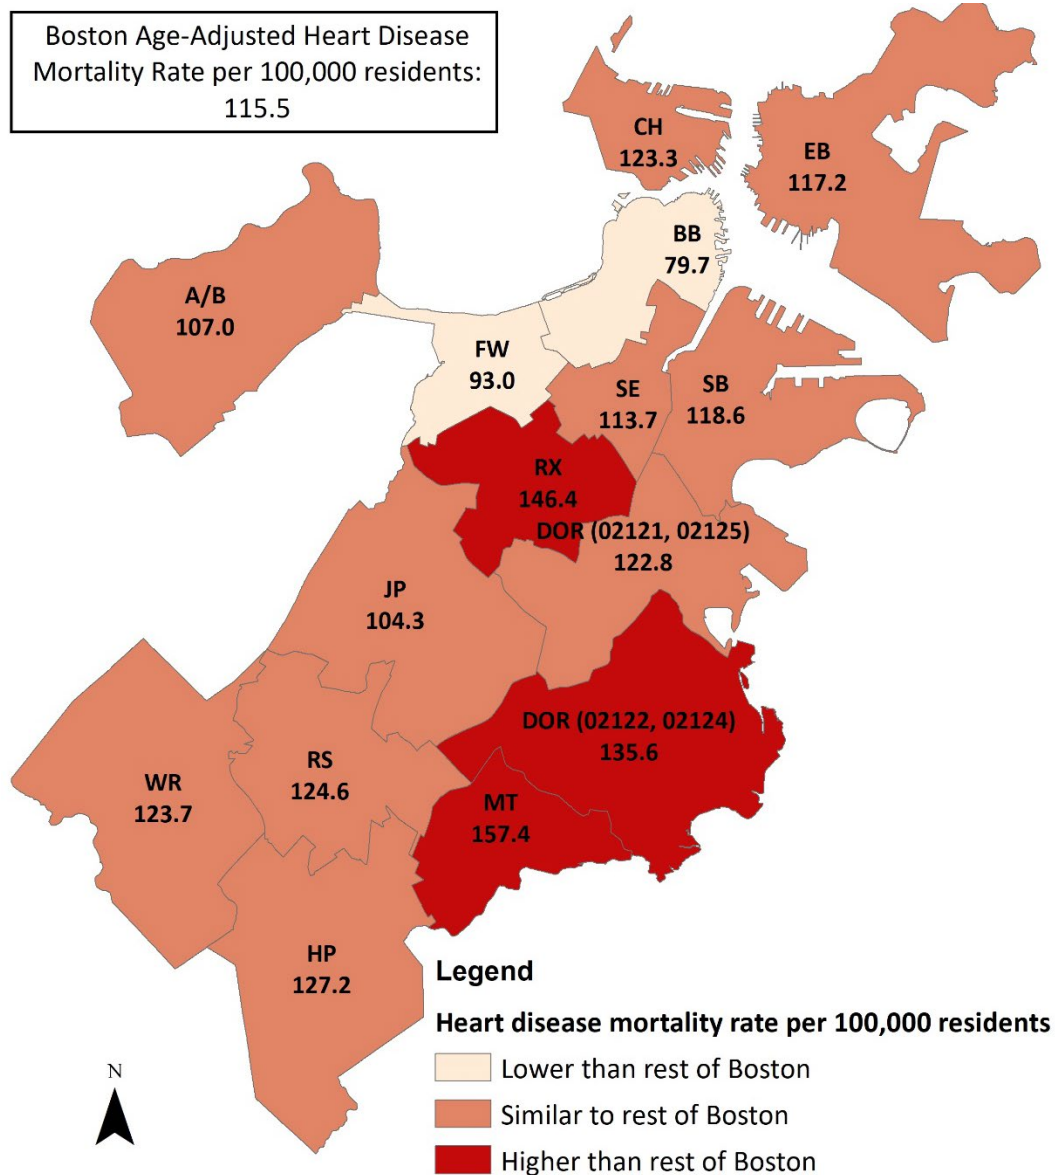 Boston Age-Adjusted Heart Disease
Mortality Rate per 100,000 residents:
115.5
CH
123.3
EB
117.2
BB
79.7
A/B
107.0
FW
93.0
SE
113.7
SB
118.6
RX
146.4
DOR (02121, 02125)
122.8
JP
104.3
DOR (02122, 02124)
135.6
RS
124.6
WR
123.7
MT
157.4
HP
127.2
N
Legend
Heart disease mortality rate per 100,000 residents
Lower than rest of Boston
Similar to rest of Boston
Higher than rest of Boston